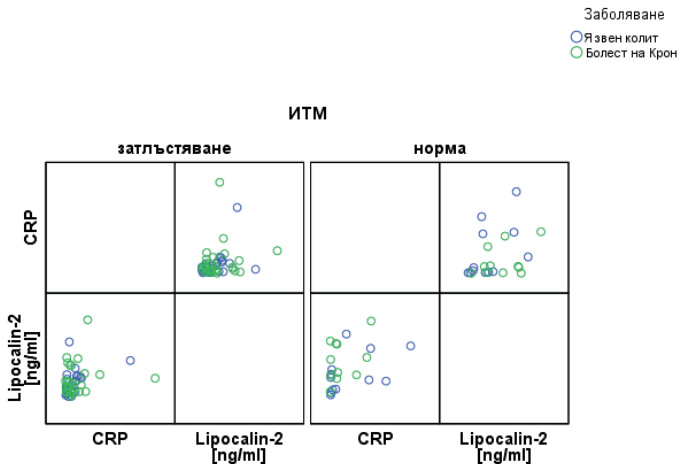 Заболяване
Язвен колит
Болест на Крон
ИТМ
затлъстяване
норма
CRP
Lipocalin-2
[ng/ml]
CRP
Lipocalin-2
[ng/ml]
CRP
Lipocalin-2
[ng/ml]